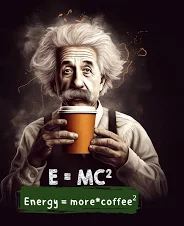 E = MC²
Energy = more*coffee²